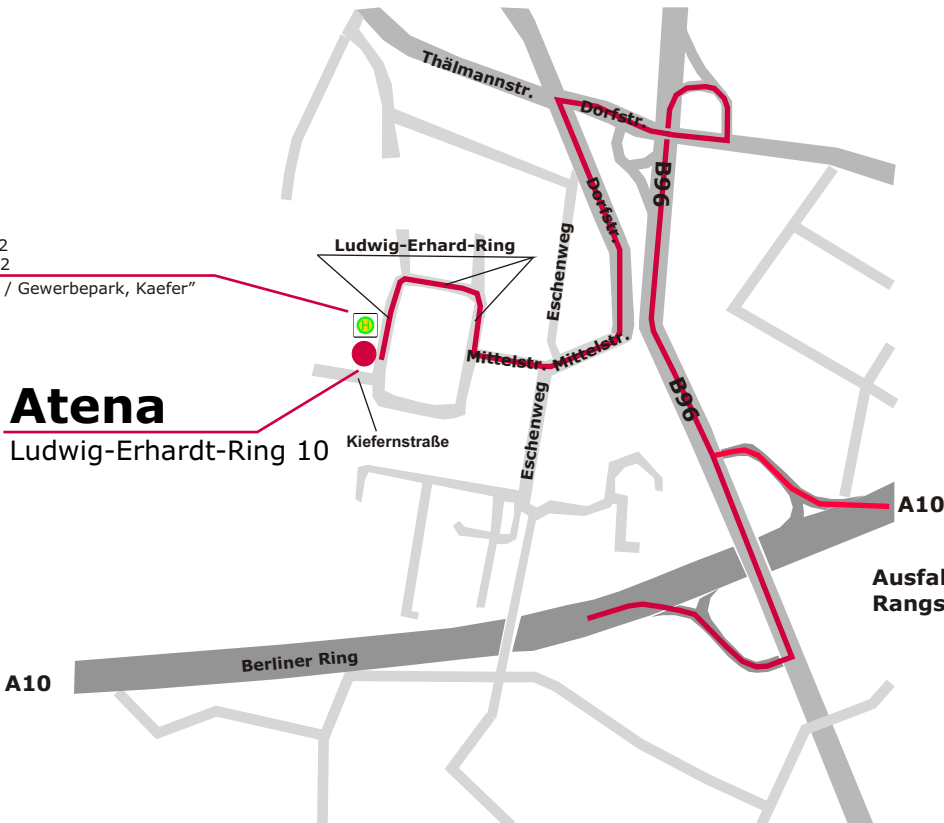 Thälmannstr.
Dorfstr.
B96
Dorfstr.
2
2
/ Gewerbepark, Kaefer”
Ludwig-Erhard-Ring
Eschenweg
H
Mittelstr.
Mittelstr.
B96
Atena
Ludwig-Erhardt-Ring 10
Kiefernstraße
Eschenweg
A10
Ausfal
Rangs
Berliner Ring
A10